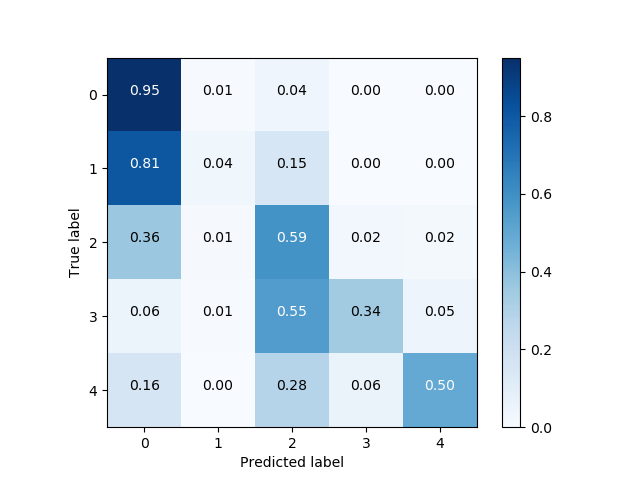 0 0.95 0.01 0.04 0.00 0.00
1 0.81 0.04 0.15 0.00 0.00
2 0.36 0.01 0.59 0.02 0.02
3 0.06 0.01 0.55 0.34 0.05
4 0.16 0.00 0.28 0.06 0.50
0 1 2 3 4
True label
Predicted label
0.8
0.6
0.4
0.2
0.0